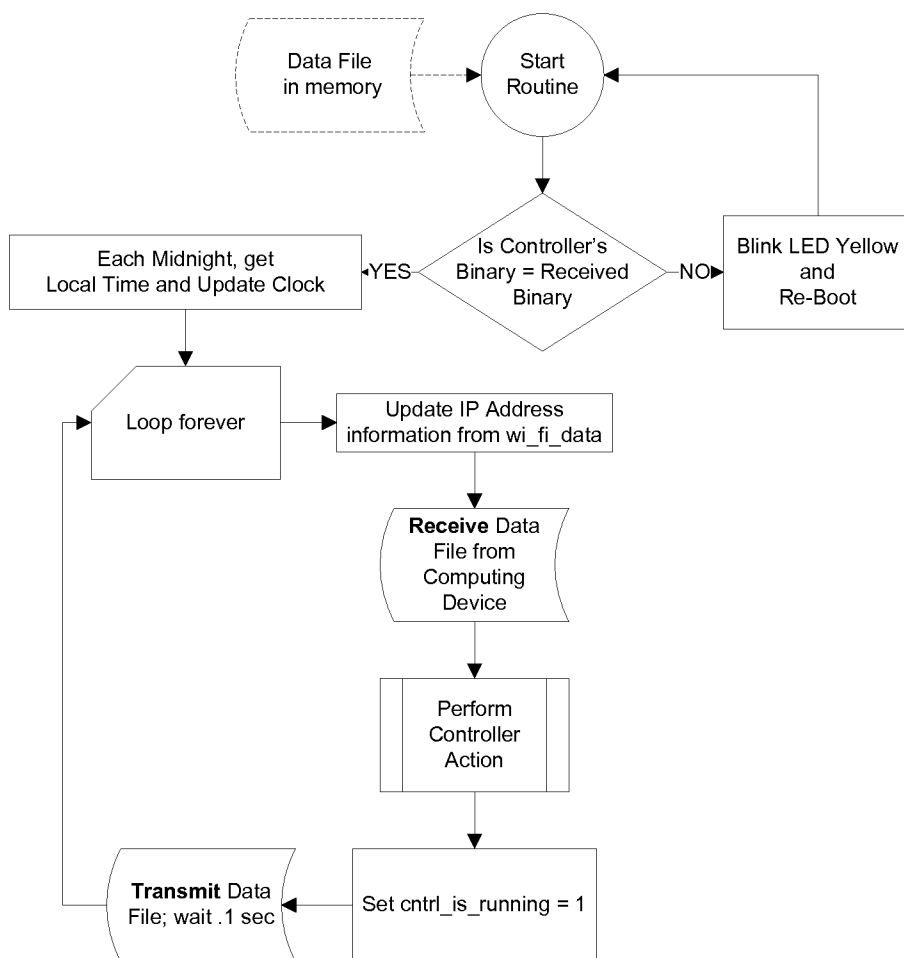 Data File
in memory
Start
Routine
Is Controller's
Binary = Received
Binary
YES
NO
Blink LED Yellow
and
Re-Boot
Each Midnight, get
Local Time and Update Clock
Loop forever
Update IP Address
information from wi_fi_data
Receive Data
File from
Computing
Device
Perform
Controller
Action
Set cntrl_is_running = 1
Transmit Data
File; wait .1 sec